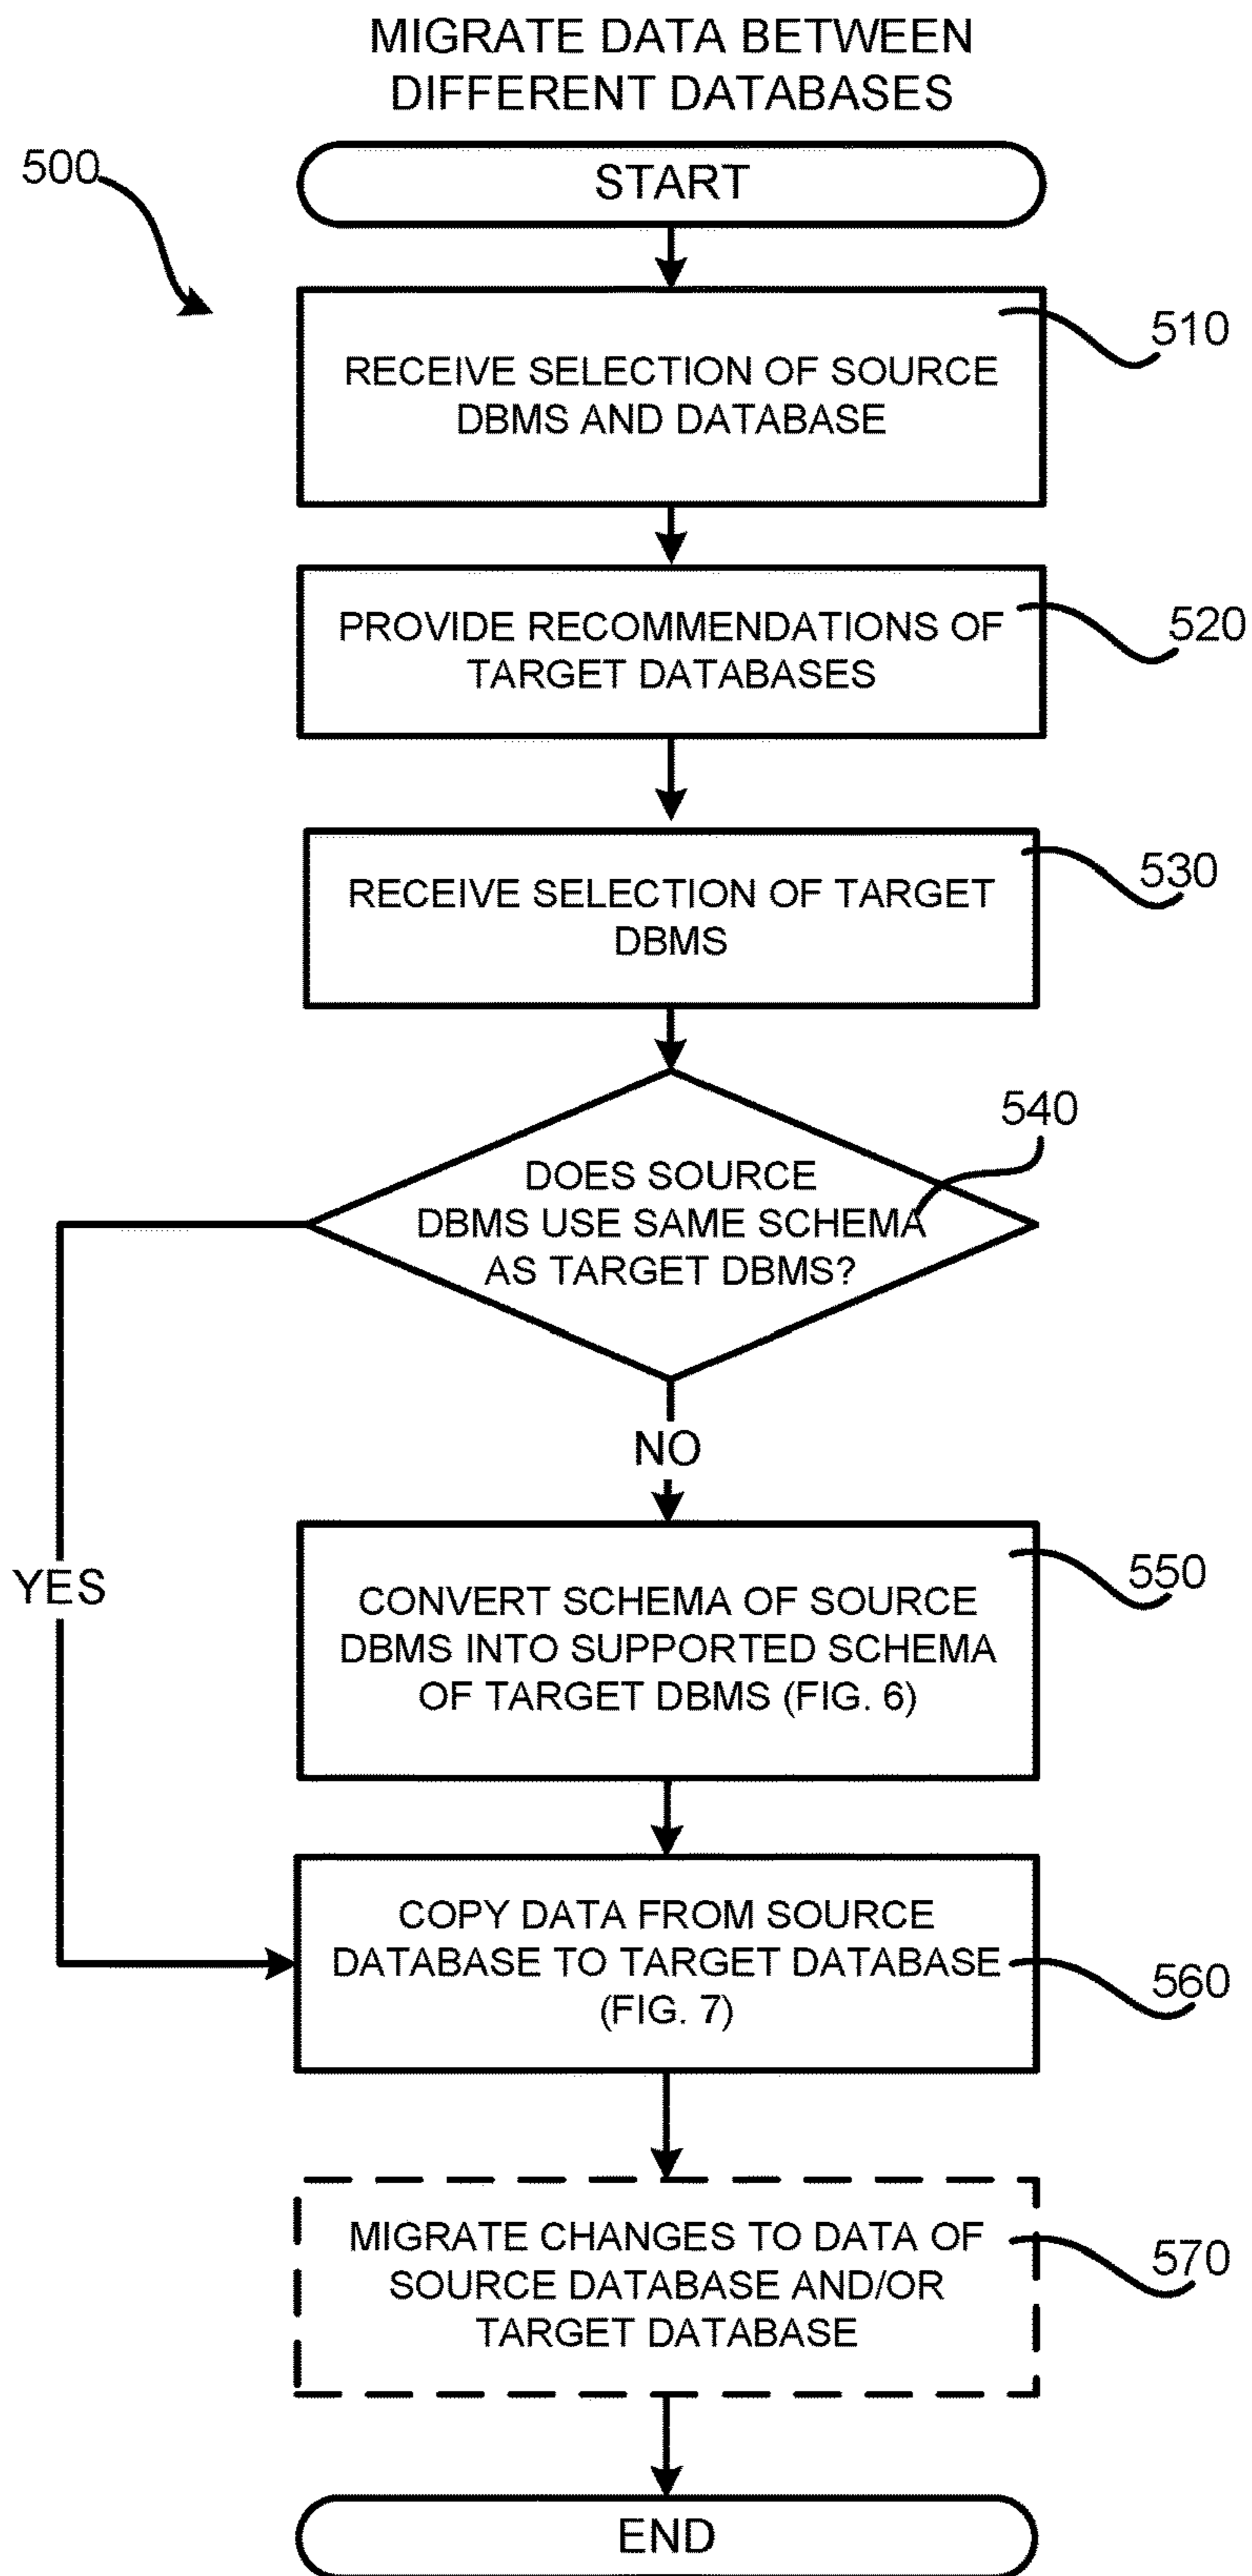 MIGRATE DATA BETWEEN
DIFFERENT DATABASES
500
START
510
RECEIVE SELECTION OF SOURCE
DBMS AND DATABASE
520
PROVIDE RECOMMENDATIONS OF
TARGET DATABASES
530
RECEIVE SELECTION OF TARGET
DBMS
540
DOES SOURCE
DBMS USE SAME SCHEMA
AS TARGET DBMS?
NO
YES
550
CONVERT SCHEMA OF SOURCE
DBMS INTO SUPPORTED SCHEMA
OF TARGET DBMS (FIG. 6)
COPY DATA FROM SOURCE
DATABASE TO TARGET DATABASE
(FIG. 7)
560
MIGRATE CHANGES TO DATA OF
SOURCE DATABASE AND/OR
TARGET DATABASE
570
END